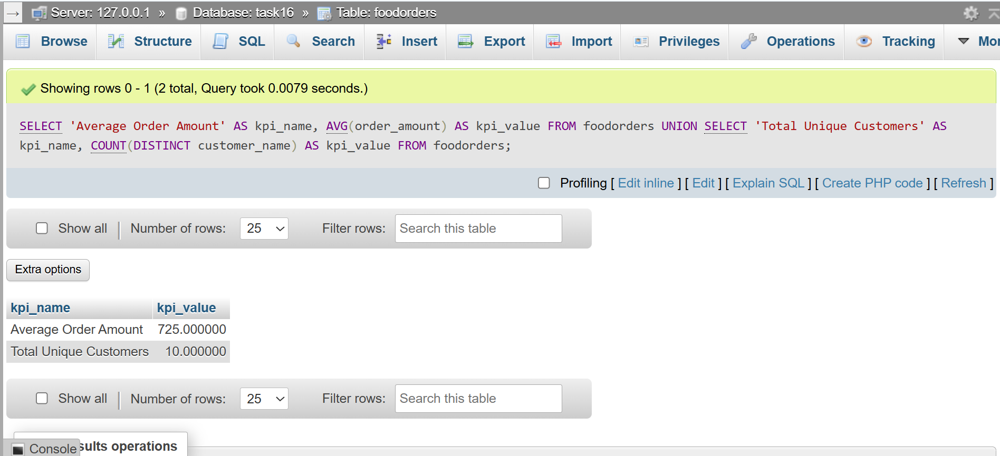 → Server: 127.0.0.1 » Database: task16 » Table: foodorders
Browse Structure SQL Search Insert Export Import Privileges Operations Tracking Mor
Showing rows 0 - 1 (2 total, Query took 0.0079 seconds.)
SELECT 'Average Order Amount' AS kpi_name, AVG(order_amount) AS kpi_value FROM foodorders UNION SELECT 'Total Unique Customers' AS
kpi_name, COUNT(DISTINCT customer_name) AS kpi_value FROM foodorders;
Profiling [ Edit inline ] [ Edit ] [ Explain SQL ] [ Create PHP code ] [ Refresh ]
Show all | Number of rows: 25 Filter rows: Search this table
Extra options
kpi_name kpi_value
Average Order Amount 725.000000
Total Unique Customers 10.000000
Show all | Number of rows: 25 Filter rows: Search this table
Console sults operations